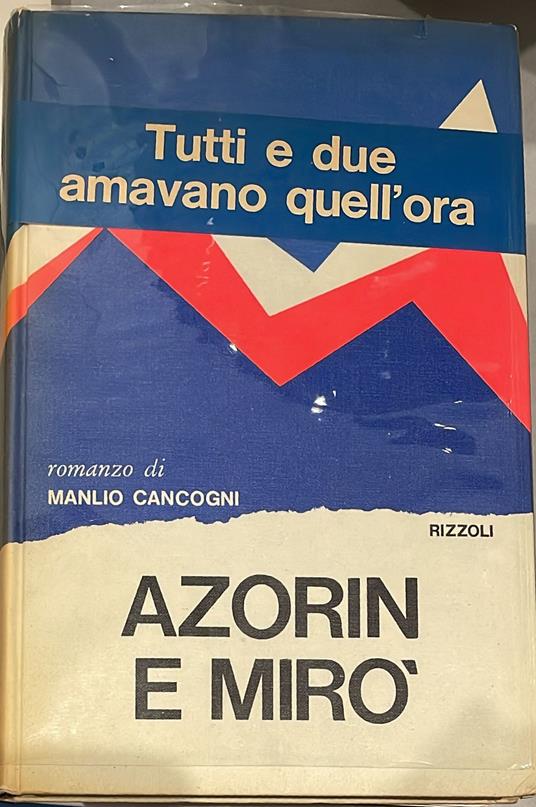 Tutti e due
amavano quell'ora
romanzo di
MANLIO CANCOGNI
RIZZOLI
AZORIN
E MIRO'